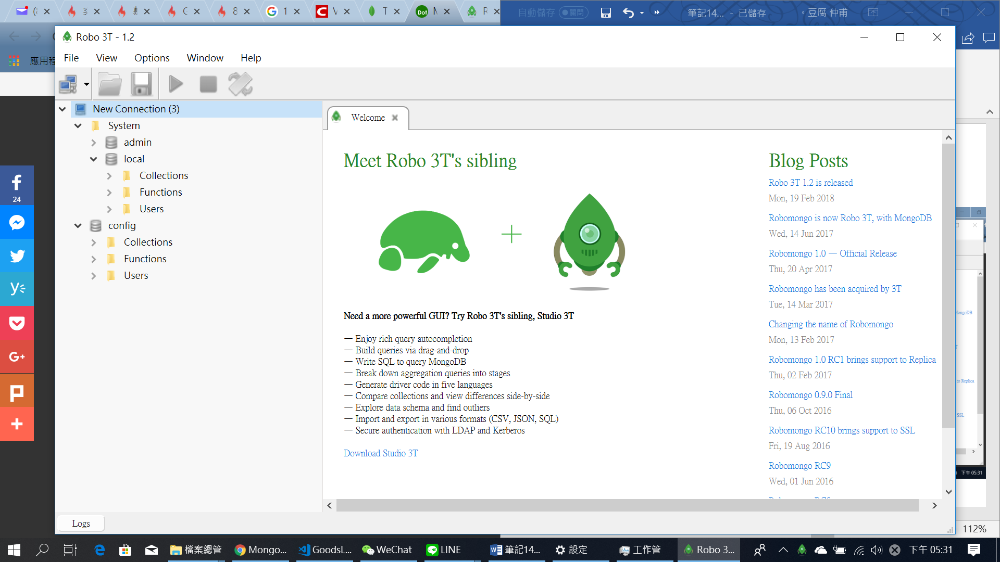 自動儲存
關閉
筆記14... - 已儲存
豆腐 仲甫
Robo 3T - 1.2
File
View
Options
Window
Help
應用程
New Connection (3)
System
admin
local
Collections
Functions
Users
config
Collections
Functions
Users
Welcome
Meet Robo 3T's sibling
Need a more powerful GUI? Try Robo 3T's sibling, Studio 3T
— Enjoy rich query autocompletion
— Build queries via drag-and-drop
— Write SQL to query MongoDB
— Break down aggregation queries into stages
— Generate driver code in five languages
— Compare collections and view differences side-by-side
— Explore data schema and find outliers
— Import and export in various formats (CSV, JSON, SQL)
— Secure authentication with LDAP and Kerberos
Download Studio 3T
Blog Posts
Robo 3T 1.2 is released
Mon, 19 Feb 2018
Robomongo is now Robo 3T, with MongoDB
Wed, 14 Jun 2017
Robomongo 1.0 — Official Release
Thu, 20 Apr 2017
Robomongo has been acquired by 3T
Tue, 14 Mar 2017
Changing the name of Robomongo
Mon, 13 Feb 2017
Robomongo 1.0 RC1 brings support to Replica
Thu, 02 Feb 2017
Robomongo 0.9.0 Final
Thu, 06 Oct 2016
Robomongo RC10 brings support to SSL
Fri, 19 Aug 2016
Robomongo RC9
Wed, 01 Jun 2016
24
MongoDB
to Replica
SSL
下午 05:31
Logs
112%
檔案總管
Mongo...
GoodsL...
WeChat
LINE
筆記14...
設定
工作管
Robo 3...
下午 05:31